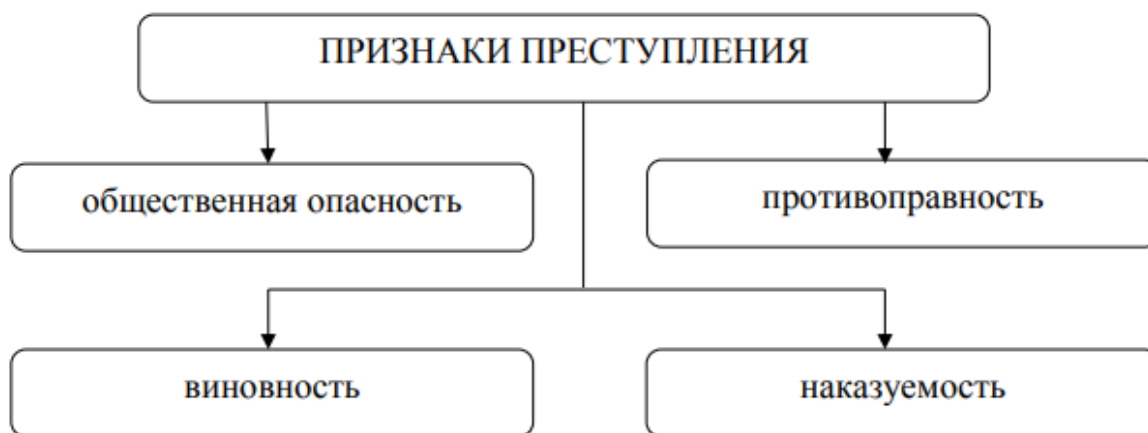 ПРИЗНАКИ ПРЕСТУПЛЕНИЯ
общественная опасность
противоправность
виновность
наказуемость